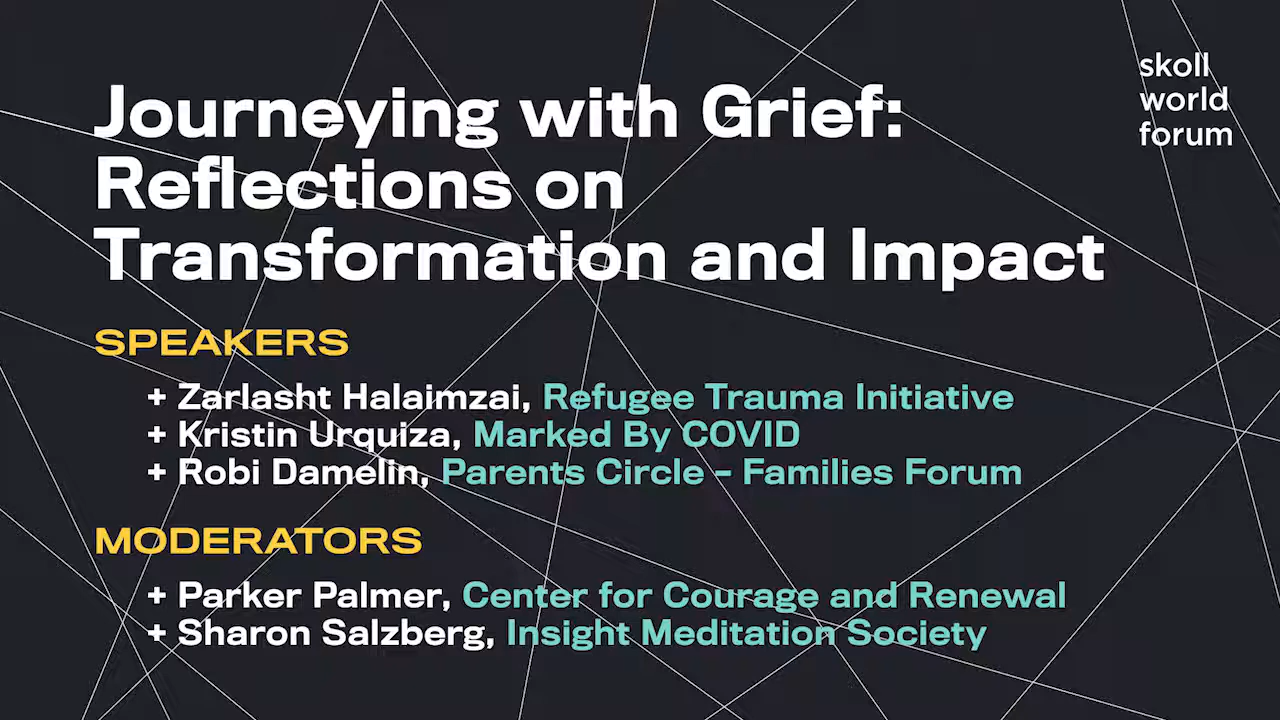 Journeying with Grief:
Reflections on
Transformation and Impact
skoll
world
forum
SPEAKERS
+ Zarlasht Halaimzai, Refugee Trauma Initiative
+ Kristin Urquiza, Marked By COVID
+ Robi Damelin, Parents Circle – Families Forum
MODERATORS
+ Parker Palmer, Center for Courage and Renewal
+ Sharon Salzberg, Insight Meditation Society